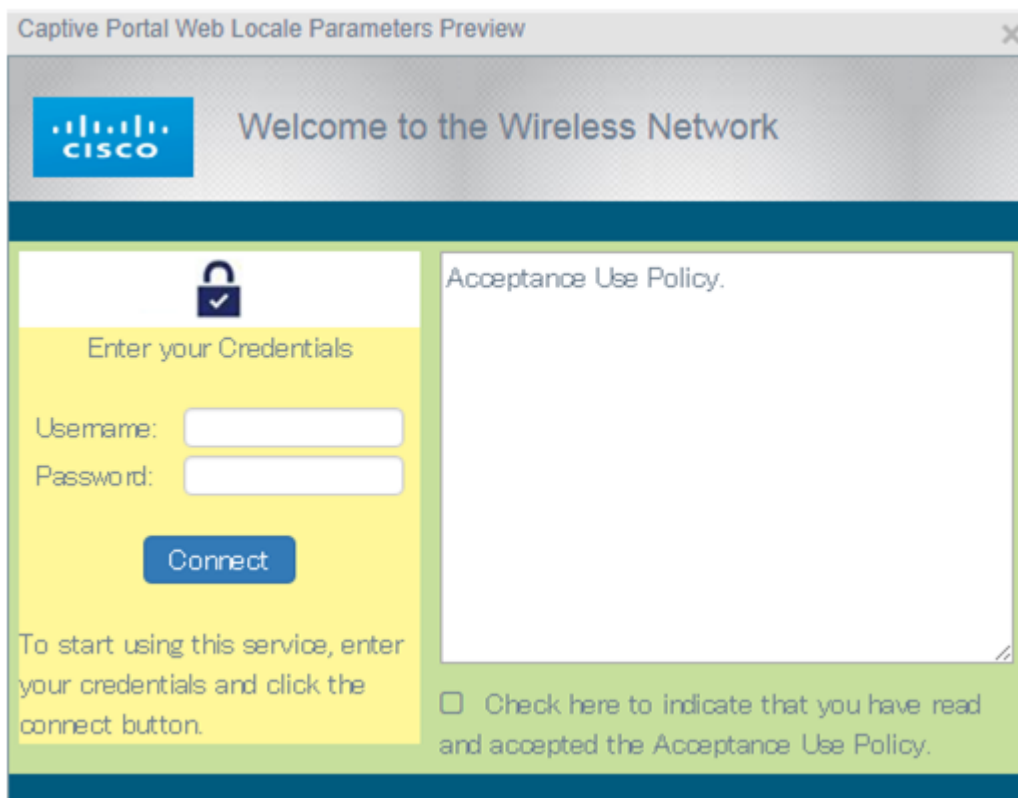 Captive Portal Web Locale Parameters Preview
CISCO
Welcome to the Wireless Network
Enter your Credentials
Username:
Password:
Connect
To start using this service, enter
your credentials and click the
connect button.
Acceptance Use Policy.
Check here to indicate that you have read
and accepted the Acceptance Use Policy.